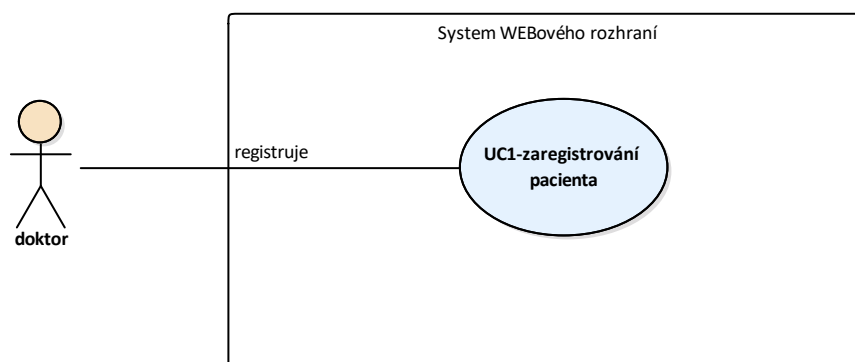 System WEBového rozhraní
registruje
UC1-zaregistrování
pacienta
doktor